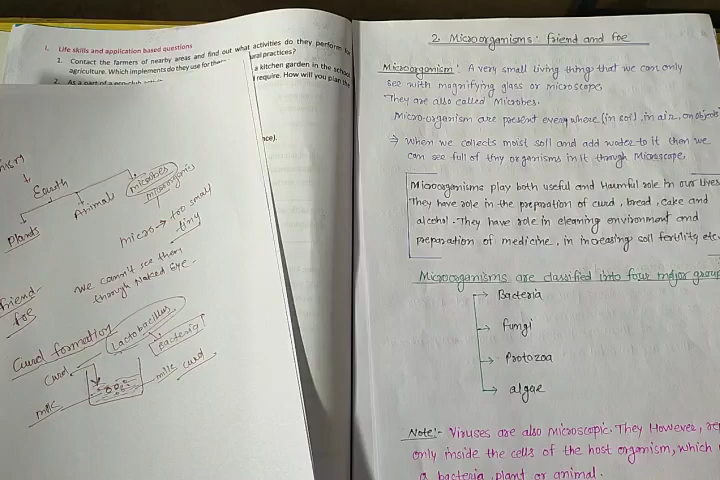 I. Life skills and application based questions
1. Contact the farmers of nearby areas and find out what activities do they perform for
agriculture. Which implements do they use for
ural practices?
2. As a part of
a kitchen garden in the school
require. How will you plan the
Earth
Plants
Animal
Microbes
Microorganis
micro → too small
tiny
we cann't see them
through Naked Eye
friend
foe
Curd formation
Lactobacillus
Bacteria
Curd
milk
milk
curd
2. Microorganisms: friend and foe
Microorganism: A very small living thing that we can only
see with magnifying glass or microscope,
They are also called Microbes.
Micro-organism are present everywhere (in soil, in air, on objects
⇒ When we collects moist soil and add water to it then we
can see full of tiny organisms in it through Microscope,
Microorganisms play both useful and Harmful role in our lives
They have role in the preparation of curd, bread, cake and
alcohol. They have role in cleaning environment and
preparation of medicine, in increasing soil fertility etc.
Microorganisms are classified into four major group
Bacteria
fungi
Protozoa
algae
Note:- Viruses are also microscopic. They However, re
only inside the cells of the host organism, which
a bacteria, plant or animal.